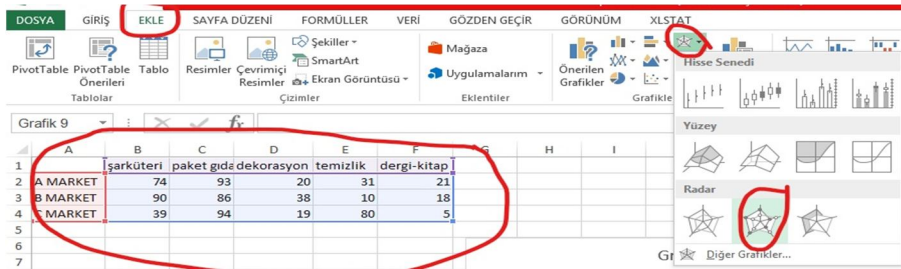 DOSYA GİRİŞ EKLE SAYFA DÜZENİ FORMÜLLER VERİ GÖZDEN GEÇİR GÖRÜNÜM XLSTAT
PivotTable PivotTable Önerileri Tablo
Tablolar
Resimler Çevrimiçi Resimler
Şekiller
SmartArt
Ekran Görüntüsü
Çizimler
Mağaza
Uygulamalarım
Eklentiler
Önerilen Grafikler
Grafikle
Hisse Senedi
Yüzey
Radar
Diğer Grafikler...
Grafik 9
fx
A B C D E F G H I
1 şarküteri paket gıda dekorasyon temizlik dergi-kitap
2 A MARKET 74 93 20 31 21
3 B MARKET 90 86 38 10 18
4 C MARKET 39 94 19 80 5
5
6
7
Gr